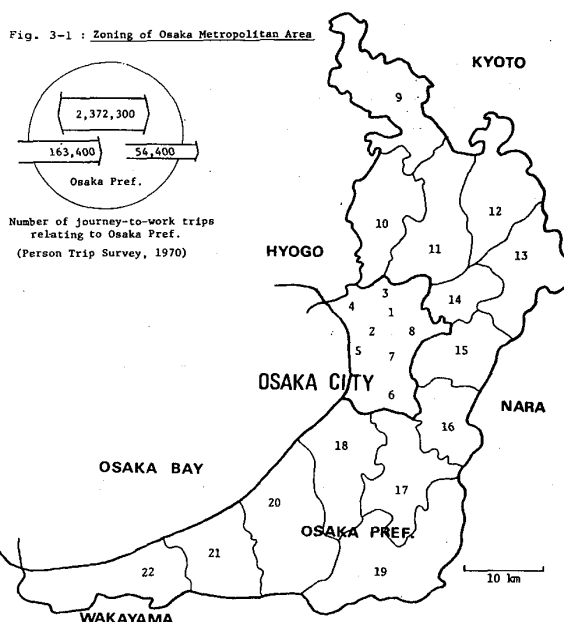 Fig. 3-1 : Zoning of Osaka Metropolitan Area
2,372,300
163,400
54,400
Osaka Pref.
Number of journey-to-work trips
relating to Osaka Pref.
(Person Trip Survey, 1970)
KYOTO
9
12
10
11
13
HYOGO
3
14
4
1
2
8
5
7
15
OSAKA CITY
6
NARA
16
18
OSAKA BAY
17
20
OSAKA PREF.
21
22
19
10 km
WAKAYAMA